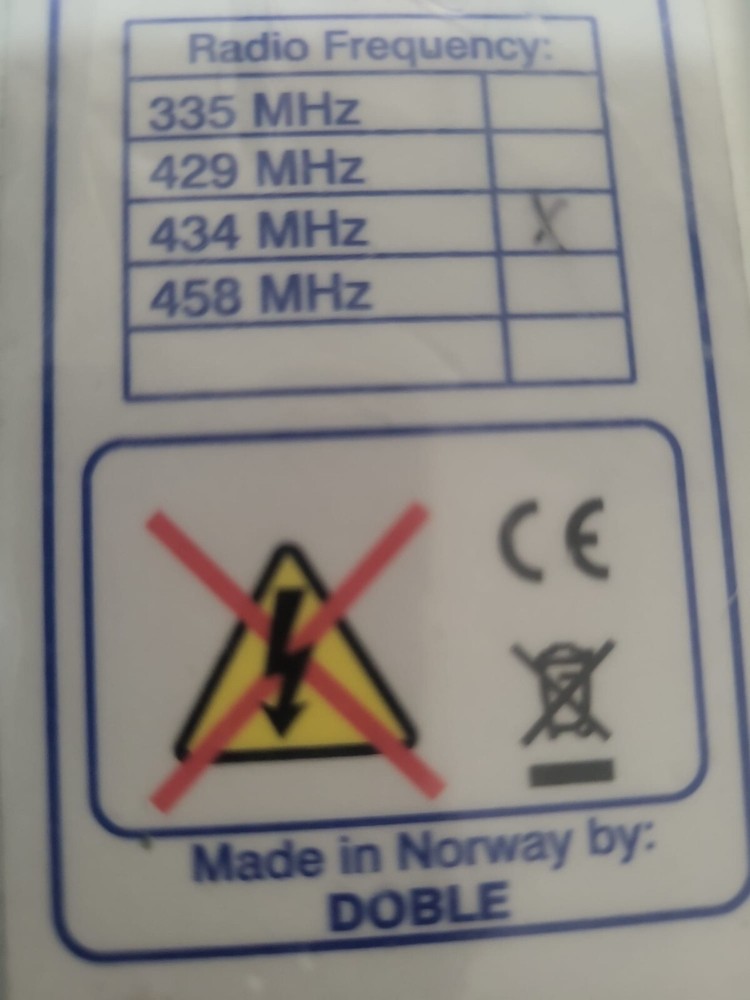 Radio Frequency:
335 MHz
429 MHz
434 MHz X
458 MHz
CE
Made in Norway by:
DOBLE